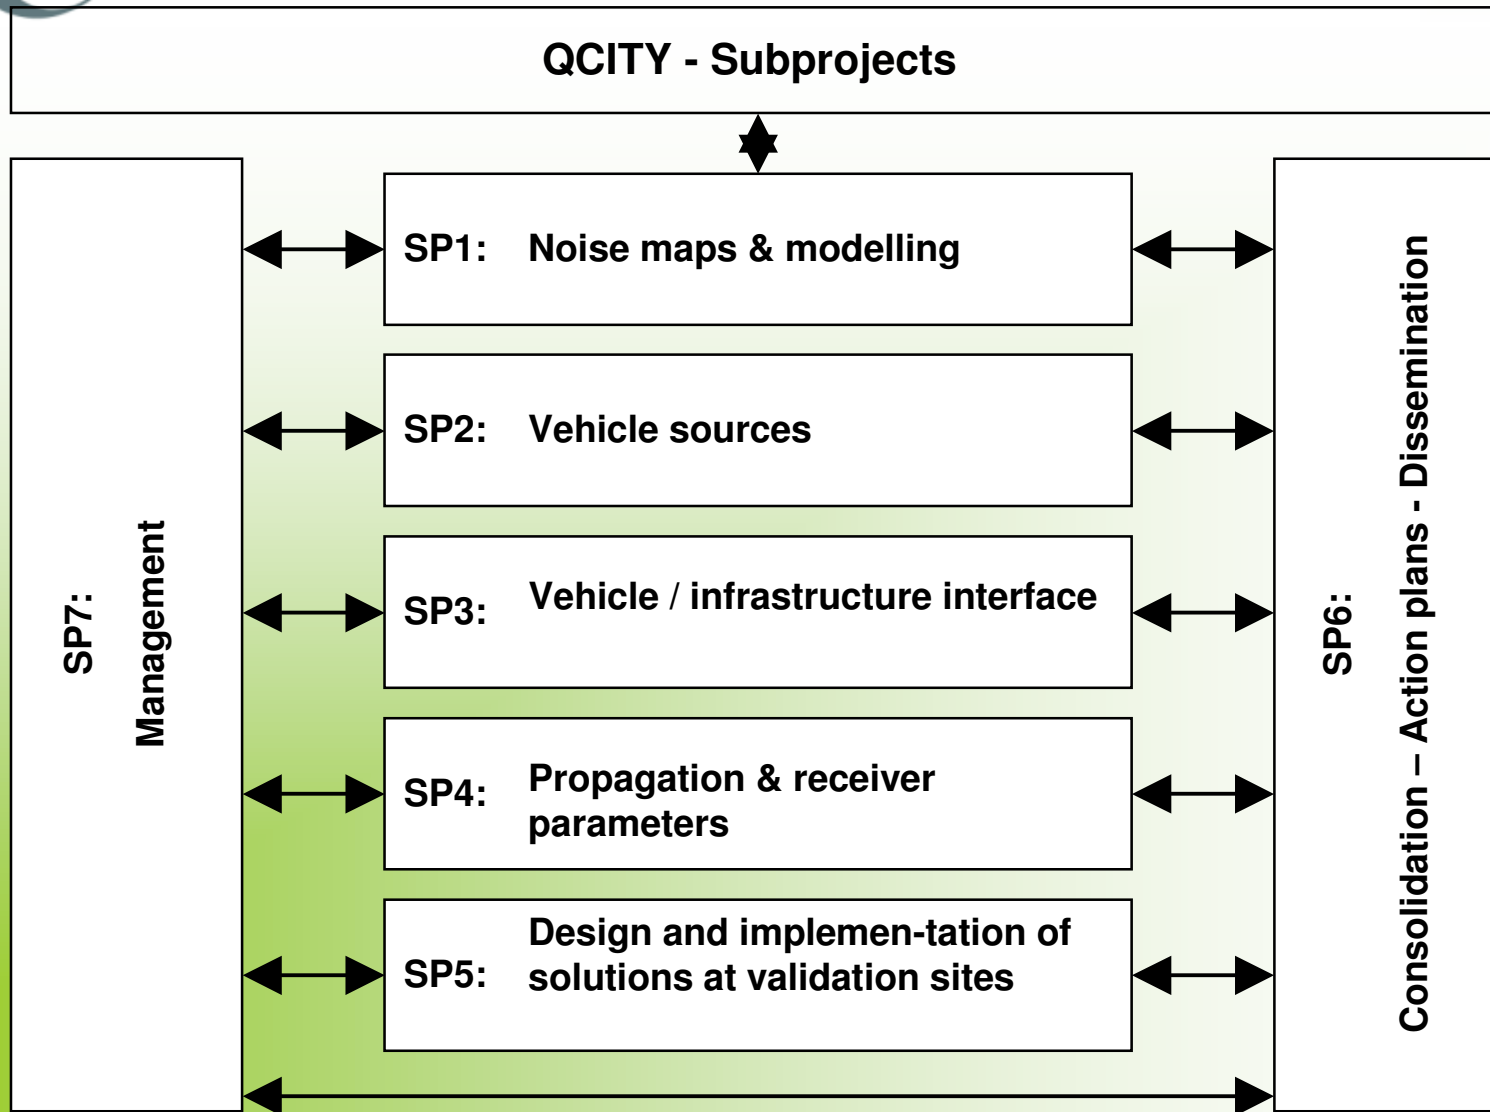 QCITY - Subprojects
SP7:
Management
SP1: Noise maps & modelling
SP2: Vehicle sources
SP3: Vehicle / infrastructure interface
SP4: Propagation & receiver
parameters
SP5: Design and implemen-tation of
solutions at validation sites
SP6:
Consolidation – Action plans - Dissemination